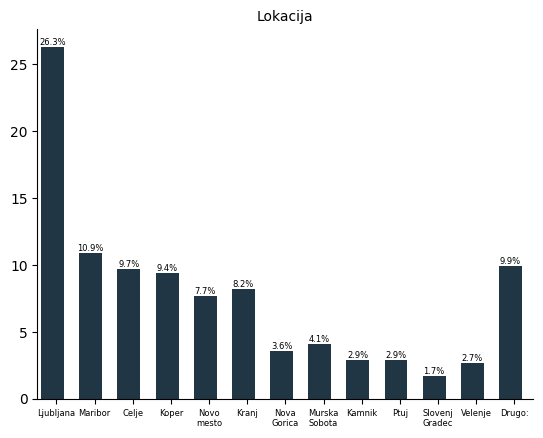 Lokacija
26.3%
10.9%
9.7%
9.4%
7.7%
8.2%
3.6%
4.1%
2.9%
2.9%
1.7%
2.7%
9.9%
25
20
15
10
5
0
Ljubljana
Maribor
Celje
Koper
Novo
mesto
Kranj
Nova
Gorica
Murska
Sobota
Kamnik
Ptuj
Slovenj
Gradec
Velenje
Drugo: